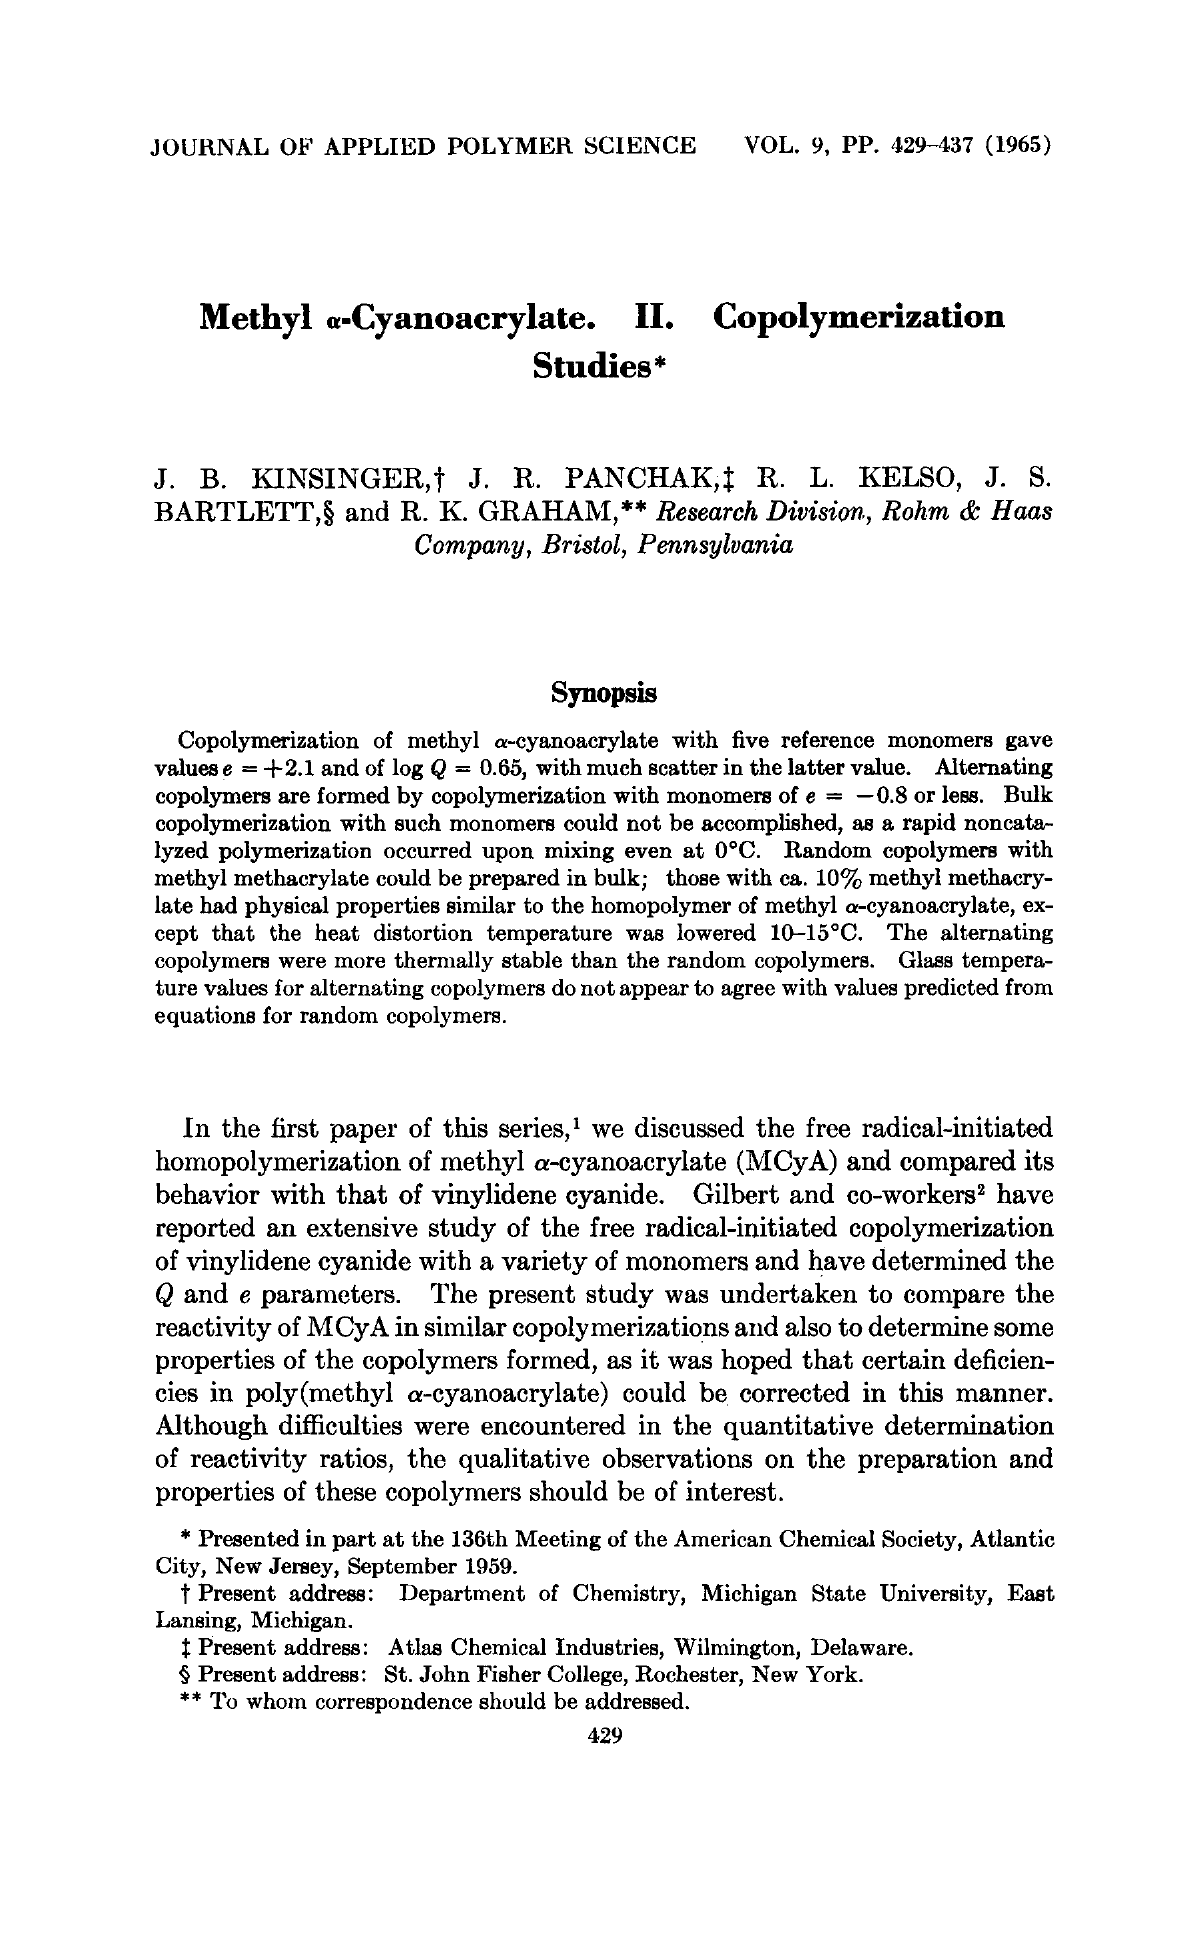 JOURNAL OF APPLIED POLYMER SCIENCE VOL. 9, PP. 429–437 (1965)
Methyl α-Cyanoacrylate. II. Copolymerization
Studies*
J. B. KINSINGER,† J. R. PANCHAK,‡ R. L. KELSO, J. S.
BARTLETT,§ and R. K. GRAHAM,** Research Division, Rohm & Haas
Company, Bristol, Pennsylvania
Synopsis
Copolymerization of methyl α-cyanoacrylate with five reference monomers gave
values e = +2.1 and of log Q = 0.65, with much scatter in the latter value. Alternating
copolymers are formed by copolymerization with monomers of e = −0.8 or less. Bulk
copolymerization with such monomers could not be accomplished, as a rapid noncata-
lyzed polymerization occurred upon mixing even at 0°C. Random copolymers with
methyl methacrylate could be prepared in bulk; those with ca. 10% methyl methacry-
late had physical properties similar to the homopolymer of methyl α-cyanoacrylate, ex-
cept that the heat distortion temperature was lowered 10–15°C. The alternating
copolymers were more thermally stable than the random copolymers. Glass tempera-
ture values for alternating copolymers do not appear to agree with values predicted from
equations for random copolymers.
In the first paper of this series,¹ we discussed the free radical-initiated
homopolymerization of methyl α-cyanoacrylate (MCyA) and compared its
behavior with that of vinylidene cyanide. Gilbert and co-workers² have
reported an extensive study of the free radical-initiated copolymerization
of vinylidene cyanide with a variety of monomers and have determined the
Q and e parameters. The present study was undertaken to compare the
reactivity of MCyA in similar copolymerizations and also to determine some
properties of the copolymers formed, as it was hoped that certain deficien-
cies in poly(methyl α-cyanoacrylate) could be corrected in this manner.
Although difficulties were encountered in the quantitative determination
of reactivity ratios, the qualitative observations on the preparation and
properties of these copolymers should be of interest.
* Presented in part at the 136th Meeting of the American Chemical Society, Atlantic
City, New Jersey, September 1959.
† Present address: Department of Chemistry, Michigan State University, East
Lansing, Michigan.
‡ Present address: Atlas Chemical Industries, Wilmington, Delaware.
§ Present address: St. John Fisher College, Rochester, New York.
** To whom correspondence should be addressed.
429